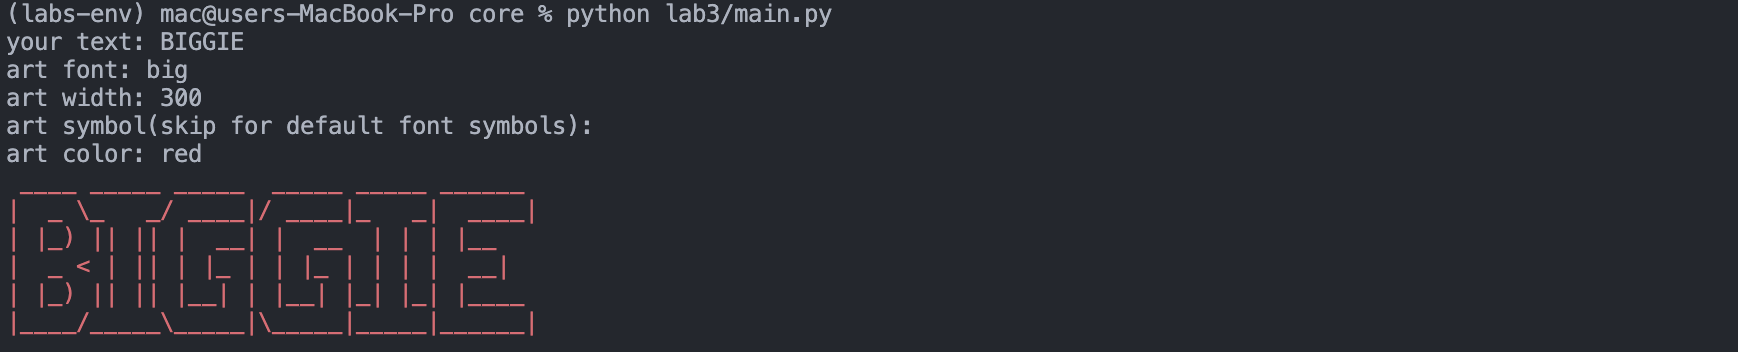 (labs-env) mac@users-MacBook-Pro core % python lab3/main.py
your text: BIGGIE
art font: big
art width: 300
art symbol(skip for default font symbols):
art color: red
BIGGIE